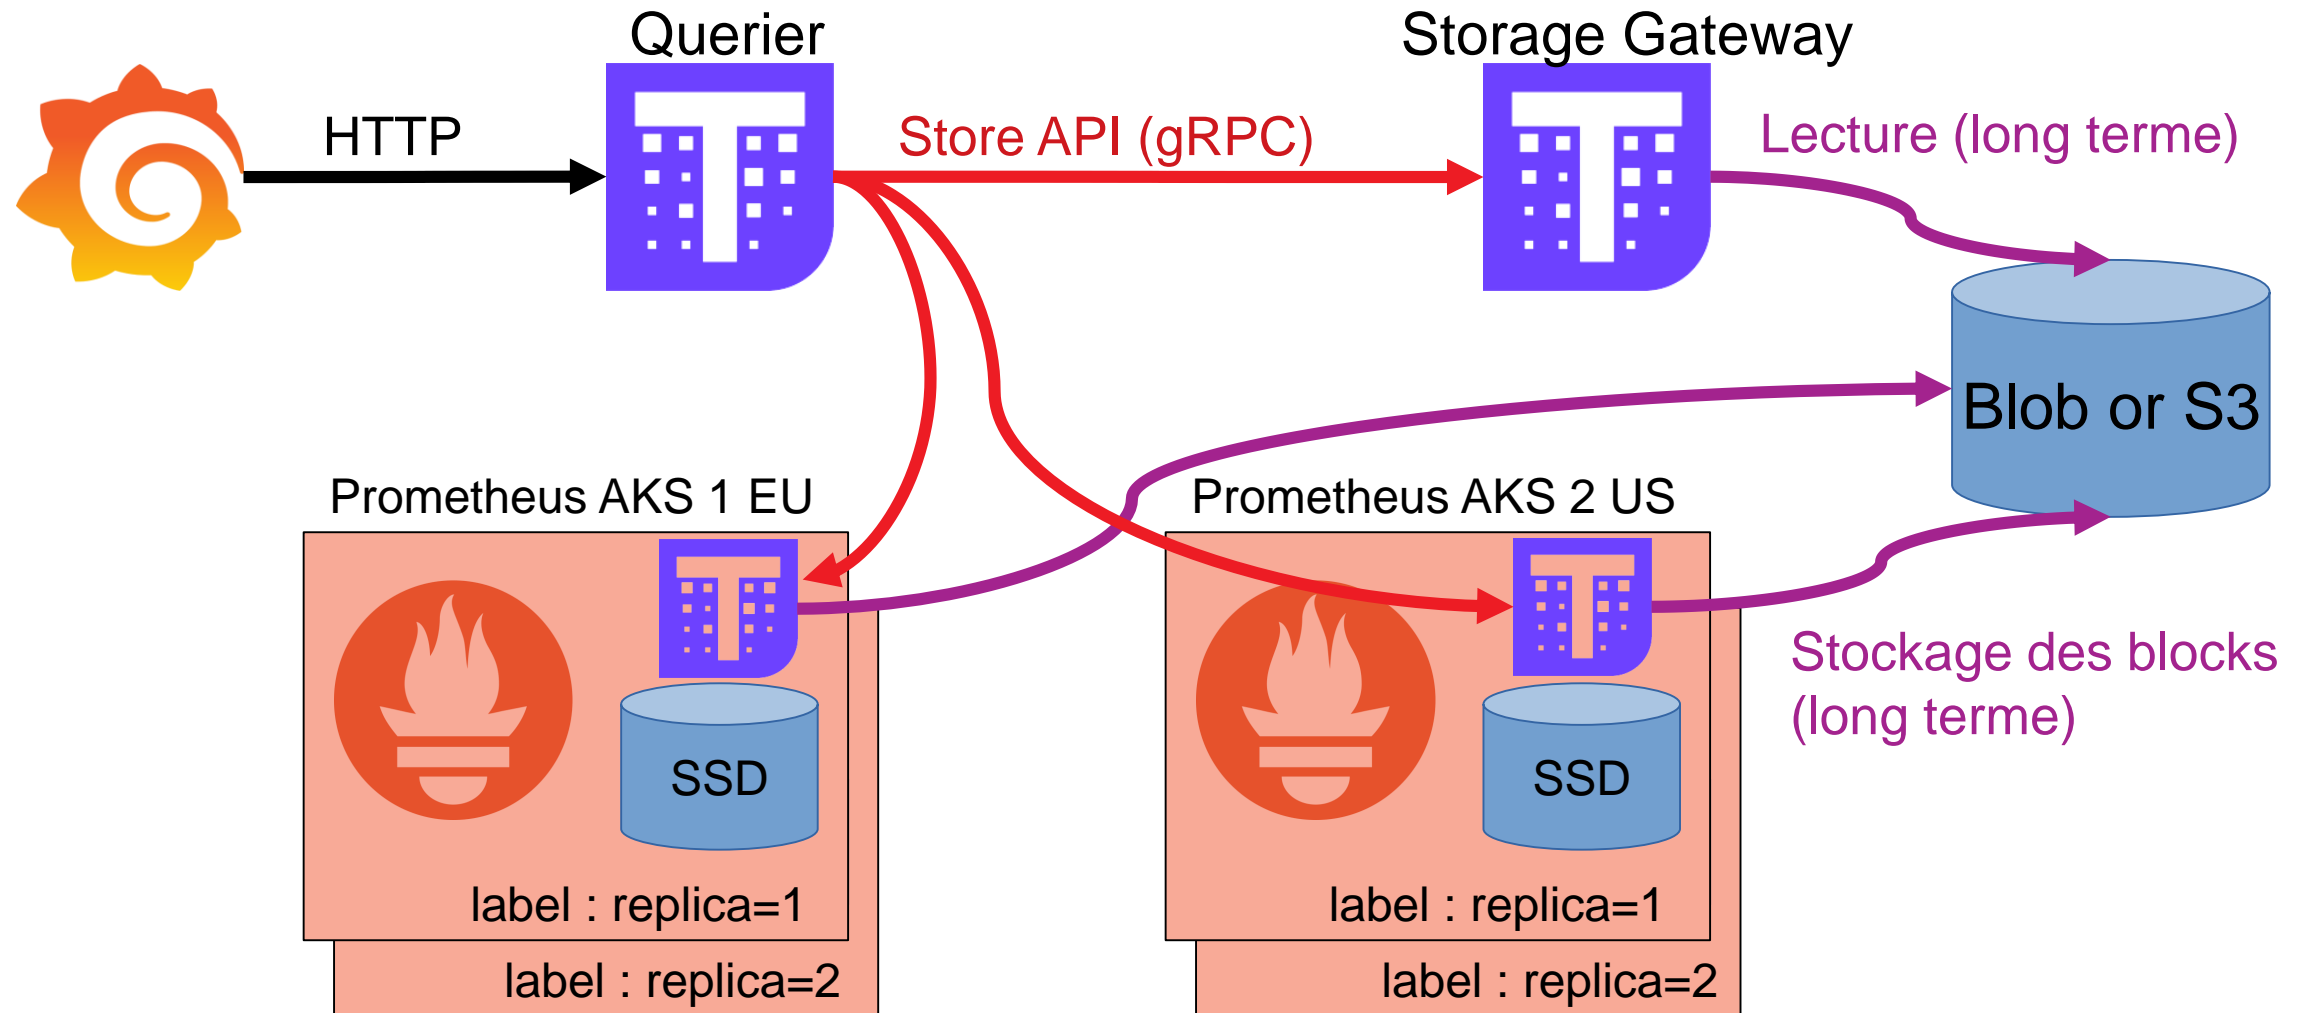 Querier
Storage Gateway
HTTP
Store API (gRPC)
Lecture (long terme)
Blob or S3
Prometheus AKS 1 EU
Prometheus AKS 2 US
Stockage des blocks
(long terme)
SSD
SSD
label : replica=1
label : replica=1
label : replica=2
label : replica=2